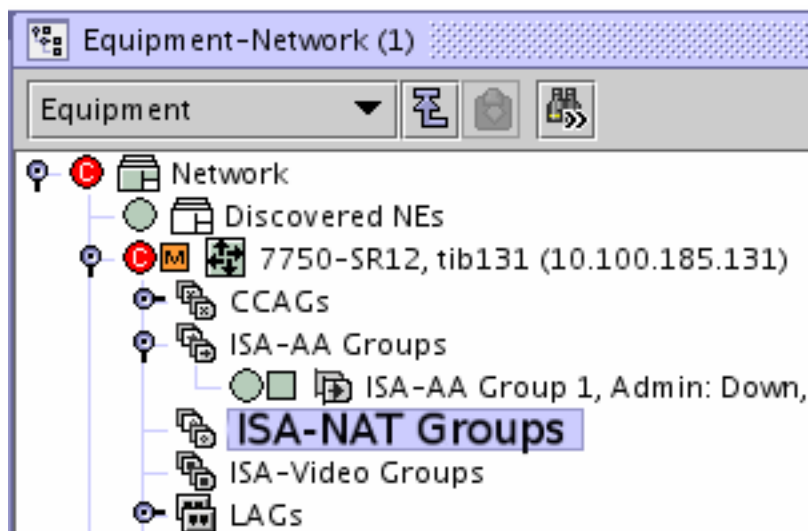 Equipment-Network (1)
Equipment
C Network
Discovered NEs
C M 7750-SR12, tib131 (10.100.185.131)
CCAGs
ISA-AA Groups
ISA-AA Group 1, Admin: Down,
ISA-NAT Groups
ISA-Video Groups
LAGs